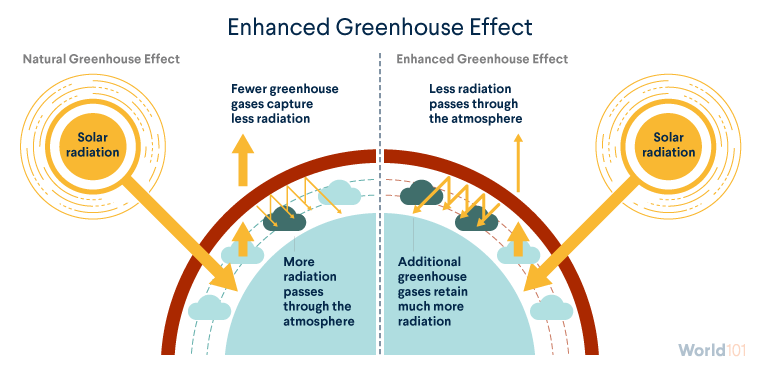 Enhanced Greenhouse Effect
Natural Greenhouse Effect
Enhanced Greenhouse Effect
Fewer greenhouse
gases capture
less radiation
Less radiation
passes through
the atmosphere
Solar
radiation
Solar
radiation
More
radiation
passes
through the
atmosphere
Additional
greenhouse
gases retain
much more
radiation
World101